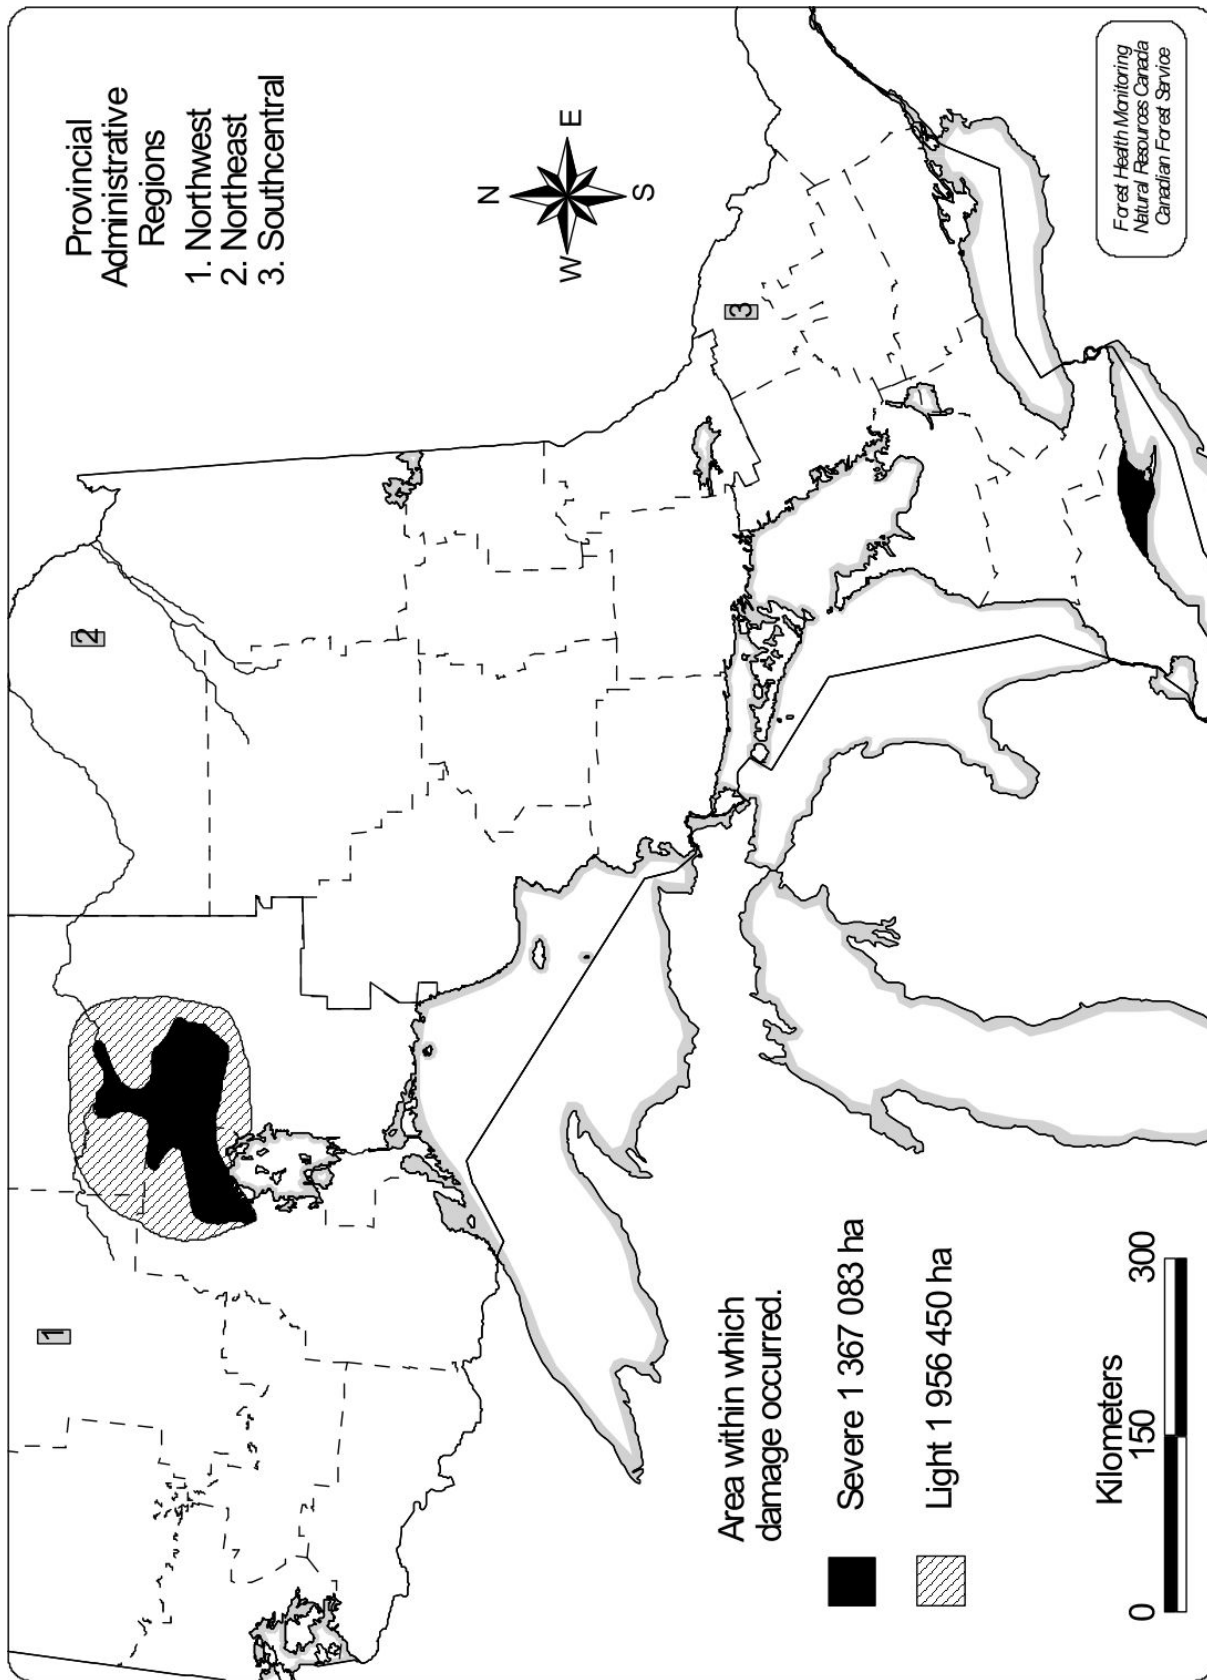 Provincial
Administrative
Regions
1. Northwest
2. Northeast
3. Southcentral
N
W
E
S
1
2
3
Area within which
damage occurred.
Severe 1 367 083 ha
Light 1 956 450 ha
Kilometers
0 150 300
Forest Health Monitoring
Natural Resources Canada
Canadian Forest Service